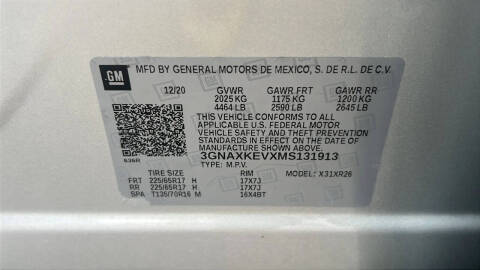 GM
MFD BY GENERAL MOTORS DE MEXICO, S. DE R.L. DE C.V.
12/20 GVWR GAWR FRT GAWR RR
2025 KG 1175 KG 1200 KG
4464 LB 2590 LB 2645 LB
THIS VEHICLE CONFORMS TO ALL APPLICABLE
U.S. FEDERAL MOTOR VEHICLE
SAFETY AND THEFT PREVENTION
STANDARDS IN EFFECT ON THE DATE OF
MANUFACTURE SHOWN ABOVE.
3GNAXKEVXMS131913
TYPE: M.P.V.
TIRE SIZE RIM MODEL: X31XR26
FRT 225/65R17 H 17X7J
RR 225/65R17 H 17X7J
SPA T135/70R16 M 16X4BT